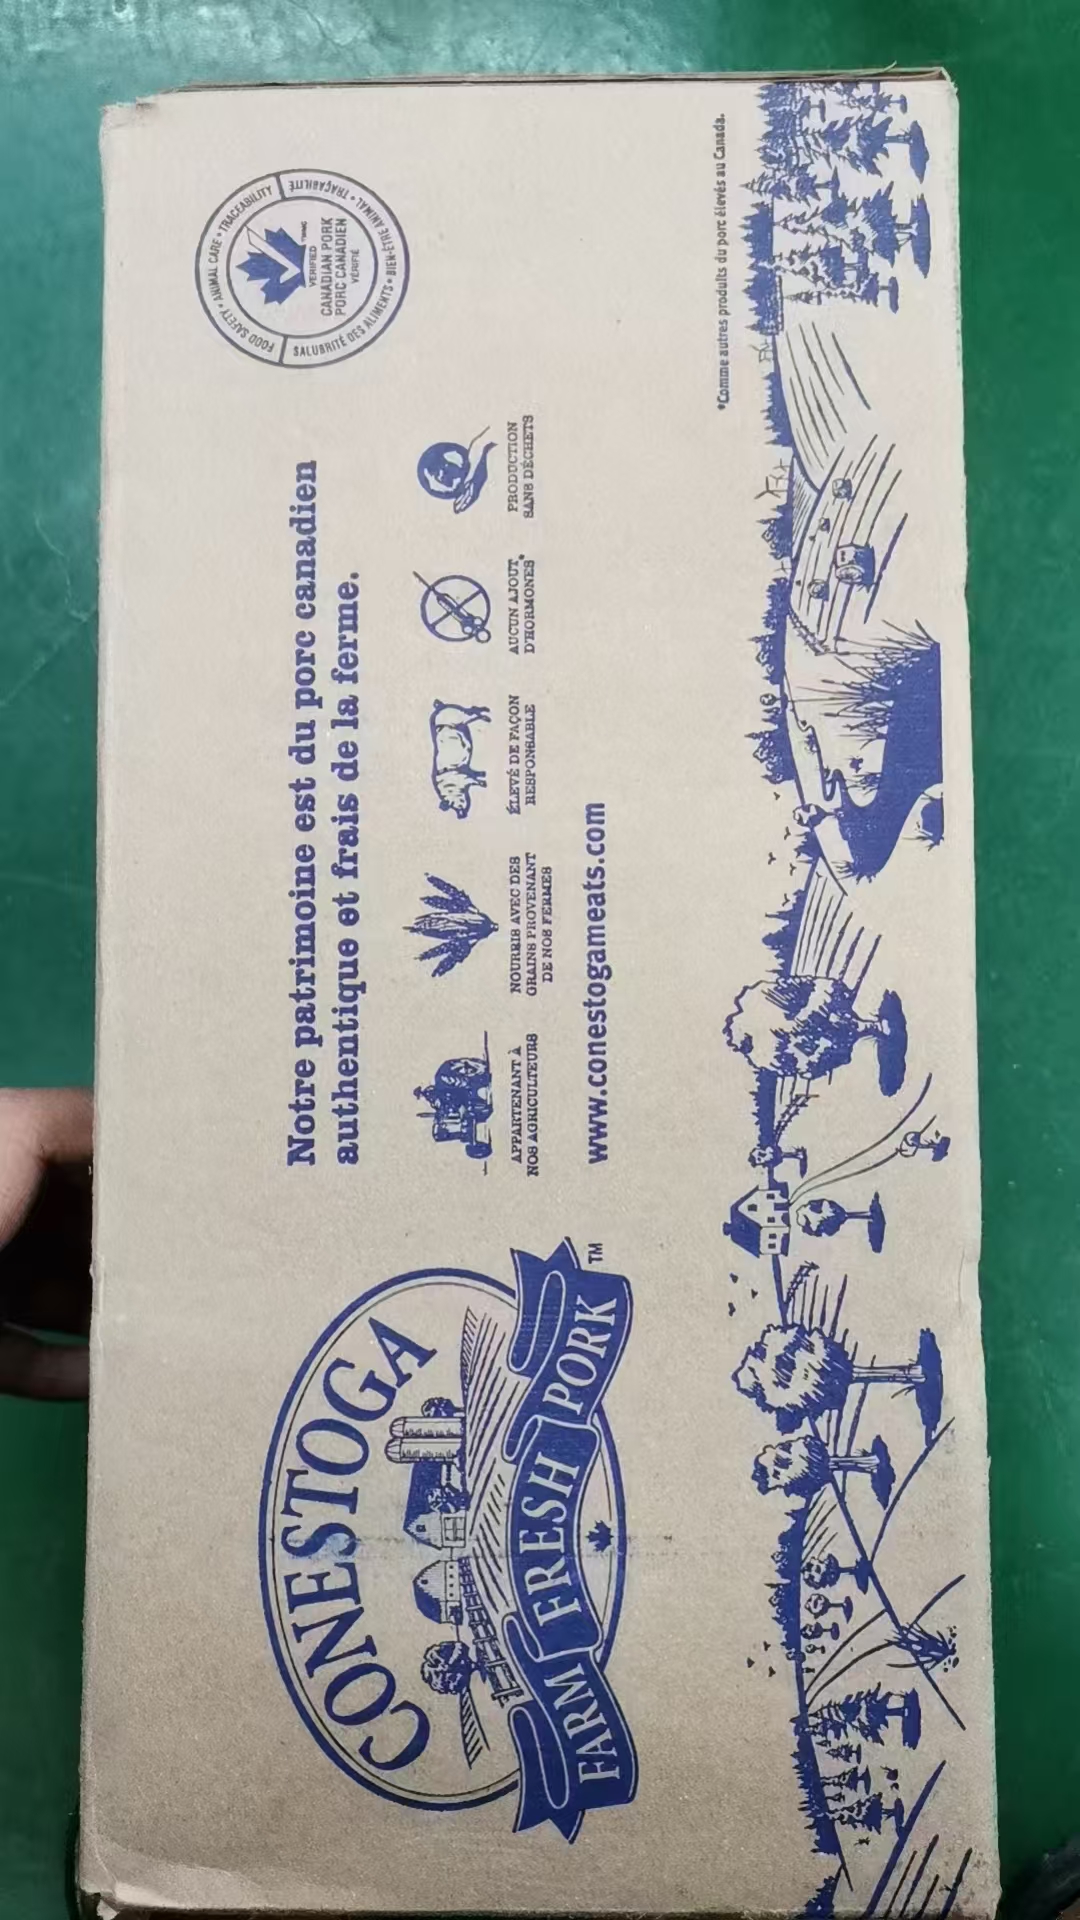 CONESTOGA
FARM FRESH PORK
TM
Notre patrimoine est du porc canadien
authentique et frais de la ferme.
APPARTENANT À
NOS AGRICULTEURS
NOURRIS AVEC DES
GRAINS PROVENANT
DE NOS FERMES
ÉLEVÉ DE FAÇON
RESPONSABLE
AUCUN AJOUT
D'HORMONES*
PRODUCTION
SANS DÉCHETS
www.conestogameats.com
FOOD SAFETY • ANIMAL CARE • TRACEABILITY
SALUBRITÉ DES ALIMENTS • BIEN-ÊTRE ANIMAL • TRAÇABILITÉ
VERIFIED
CANADIAN PORK
PORC CANADIEN
VÉRIFIÉ
*Comme autres produits du porc élevés au Canada.